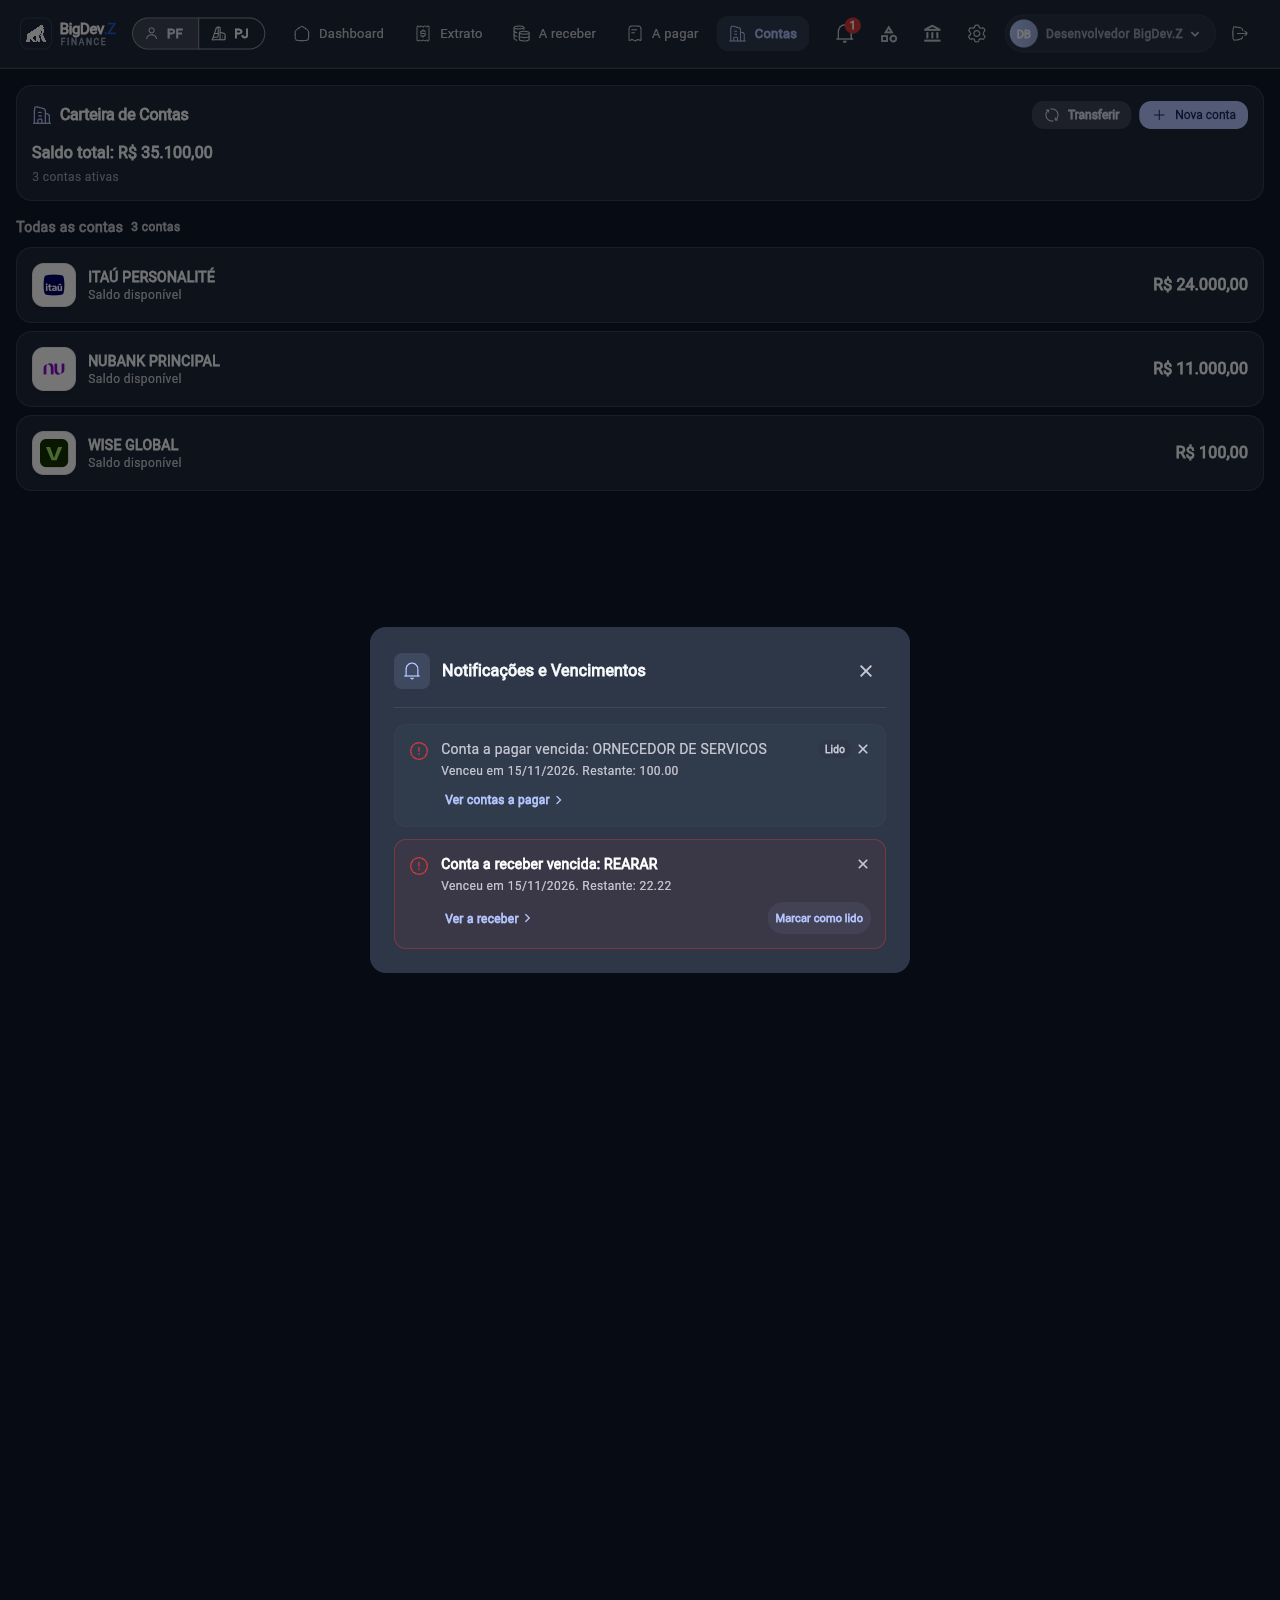 BigDev.Z
FINANCE
PF
PJ
Dashboard
Extrato
A receber
A pagar
Contas
1
DB
Desenvolvedor BigDev.Z
Carteira de Contas
Transferir
Nova conta
Saldo total: R$ 35.100,00
3 contas ativas
Todas as contas 3 contas
itaú
ITAÚ PERSONALITÉ
Saldo disponível
R$ 24.000,00
nu
NUBANK PRINCIPAL
Saldo disponível
R$ 11.000,00
V
WISE GLOBAL
Saldo disponível
R$ 100,00
Notificações e Vencimentos
Conta a pagar vencida: ORNECEDOR DE SERVICOS
Lido
Venceu em 15/11/2026. Restante: 100.00
Ver contas a pagar
Conta a receber vencida: REARAR
Venceu em 15/11/2026. Restante: 22.22
Ver a receber
Marcar como lido